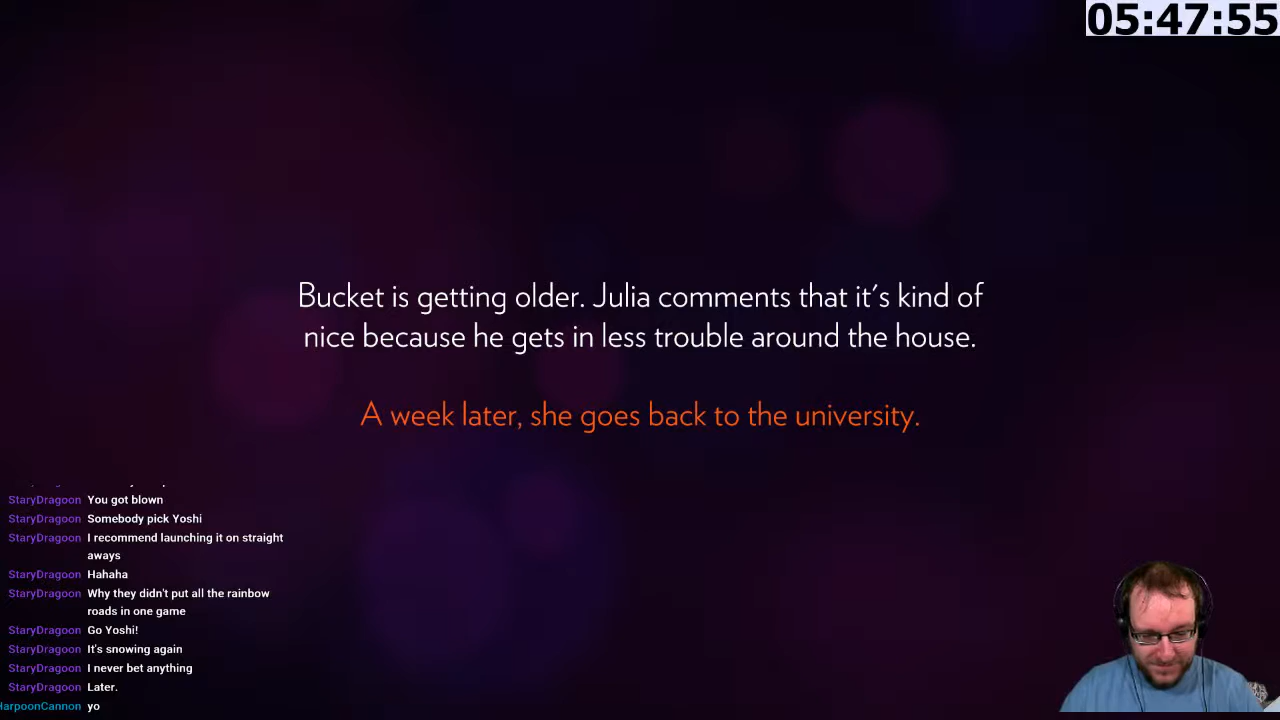 05:47:55
Bucket is getting older. Julia comments that it's kind of
nice because he gets in less trouble around the house.
A week later, she goes back to the university.
StaryDragoon You got blown
StaryDragoon Somebody pick Yoshi
StaryDragoon I recommend launching it on straight
aways
StaryDragoon Hahaha
StaryDragoon Why they didn't put all the rainbow
roads in one game
StaryDragoon Go Yoshi!
StaryDragoon It's snowing again
StaryDragoon I never bet anything
StaryDragoon Later.
HarpoonCannon yo